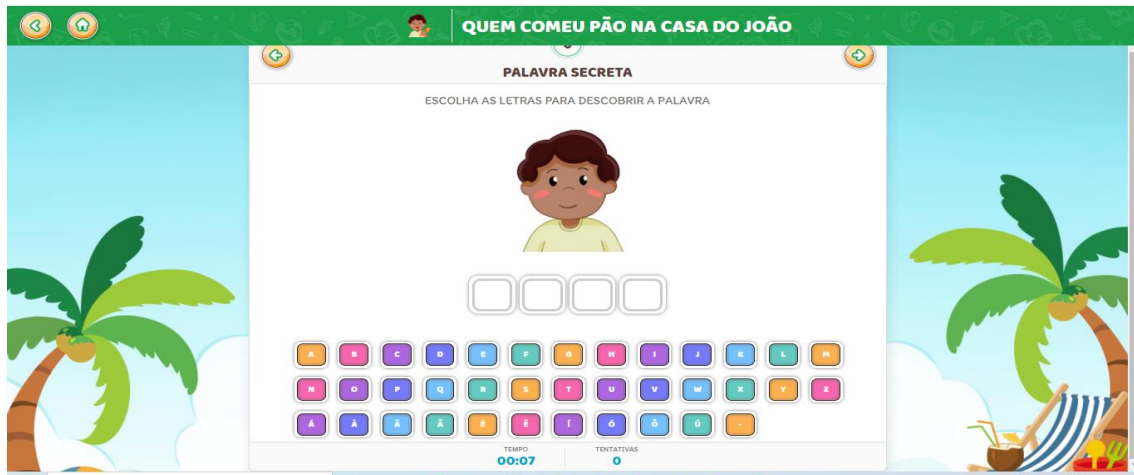 QUEM COMEU PÃO NA CASA DO JOÃO
PALAVRA SECRETA
ESCOLHA AS LETRAS PARA DESCOBRIR A PALAVRA
A B C D E F G H I J K L M
N O P Q R S T U V W X Y Z
É Ê Í Ó Ô Ú -
TEMPO TENTATIVAS
00:07 0